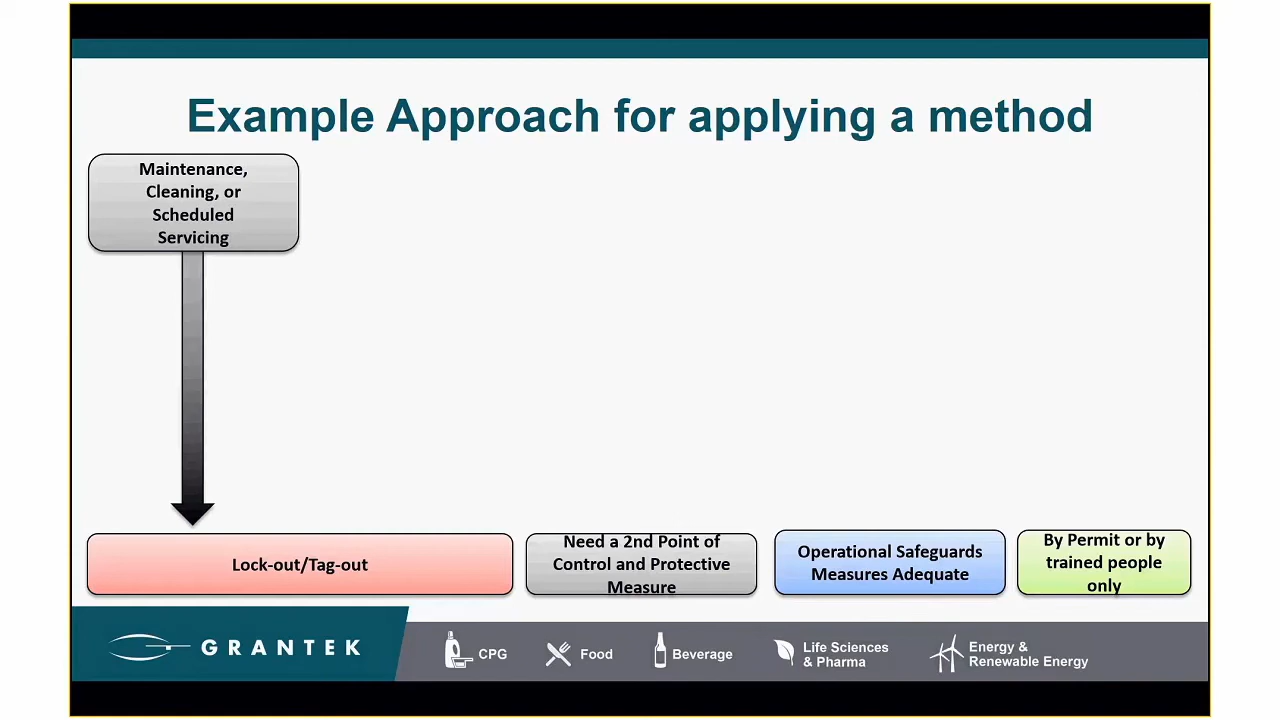 Example Approach for applying a method
Maintenance,
Cleaning, or
Scheduled
Servicing
Lock-out/Tag-out
Need a 2nd Point of
Control and Protective
Measure
Operational Safeguards
Measures Adequate
By Permit or by
trained people
only
GRANTEK
CPG
Food
Beverage
Life Sciences
& Pharma
Energy &
Renewable Energy